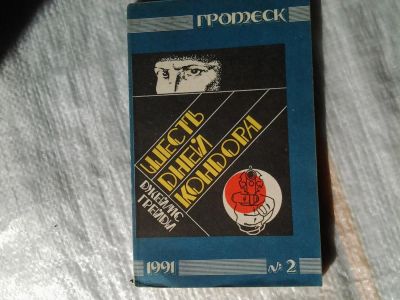 ГРОТЕСК
ШЕСТЬ
ДНЕЙ
КОНДОРА
ДЖЕЙМС
ГРЕЙДИ
1991 № 2